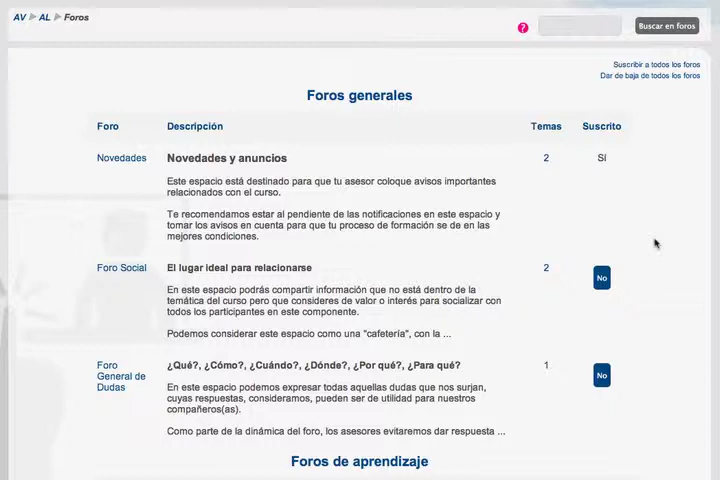 AV ▶ AL ▶ Foros
?
Buscar en foros
Suscribir a todos los foros
Dar de baja de todos los foros
Foros generales
Foro Descripción Temas Suscrito
Novedades Novedades y anuncios 2 Sí
Este espacio está destinado para que tu asesor coloque avisos importantes
relacionados con el curso.
Te recomendamos estar al pendiente de las notificaciones en este espacio y
tomar los avisos en cuenta para que tu proceso de formación se de en las
mejores condiciones.
Foro Social El lugar ideal para relacionarse 2 No
En este espacio podrás compartir información que no está dentro de la
temática del curso pero que consideres de valor o interés para socializar con
todos los participantes en este componente.
Podemos considerar este espacio como una "cafetería", con la ...
Foro
General de
Dudas
¿Qué?, ¿Cómo?, ¿Cuándo?, ¿Dónde?, ¿Por qué?, ¿Para qué? 1 No
En este espacio podemos expresar todas aquellas dudas que nos surjan,
cuyas respuestas, consideramos, pueden ser de utilidad para nuestros
compañeros(as).
Como parte de la dinámica del foro, los asesores evitaremos dar respuesta ...
Foros de aprendizaje